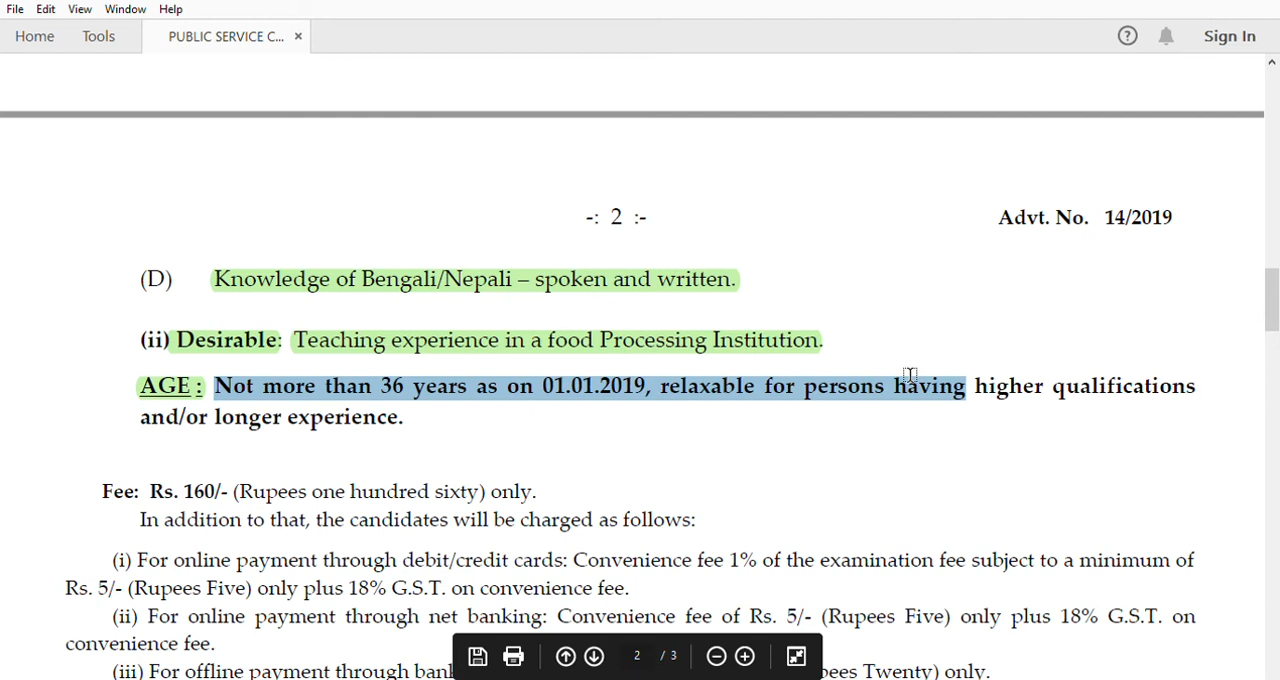 File Edit View Window Help
Home Tools PUBLIC SERVICE C... × ? Sign In
-: 2 :- Advt. No. 14/2019
(D) Knowledge of Bengali/Nepali – spoken and written.
(ii) Desirable: Teaching experience in a food Processing Institution.
AGE : Not more than 36 years as on 01.01.2019, relaxable for persons having higher qualifications
and/or longer experience.
Fee: Rs. 160/- (Rupees one hundred sixty) only.
In addition to that, the candidates will be charged as follows:
(i) For online payment through debit/credit cards: Convenience fee 1% of the examination fee subject to a minimum of
Rs. 5/- (Rupees Five) only plus 18% G.S.T. on convenience fee.
(ii) For online payment through net banking: Convenience fee of Rs. 5/- (Rupees Five) only plus 18% G.S.T. on
convenience fee.
2 / 3
(iii) For offline payment through ban pees Twenty) only.